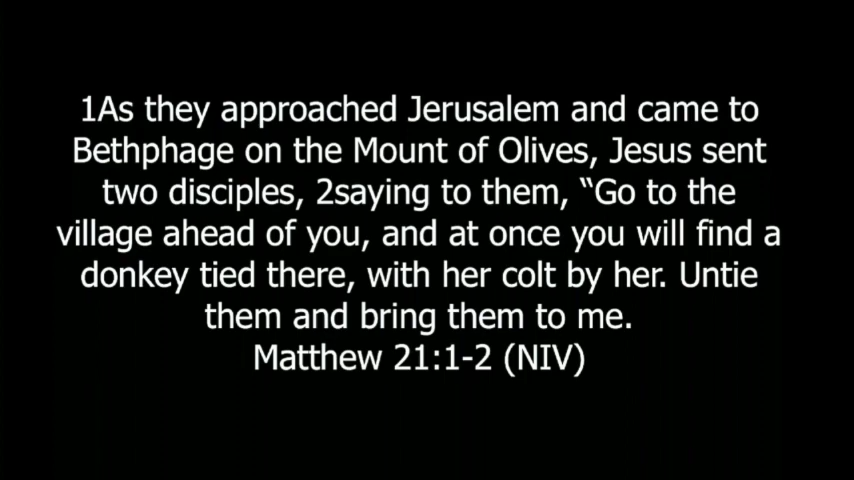 1As they approached Jerusalem and came to
Bethphage on the Mount of Olives, Jesus sent
two disciples, 2saying to them, “Go to the
village ahead of you, and at once you will find a
donkey tied there, with her colt by her. Untie
them and bring them to me.
Matthew 21:1-2 (NIV)